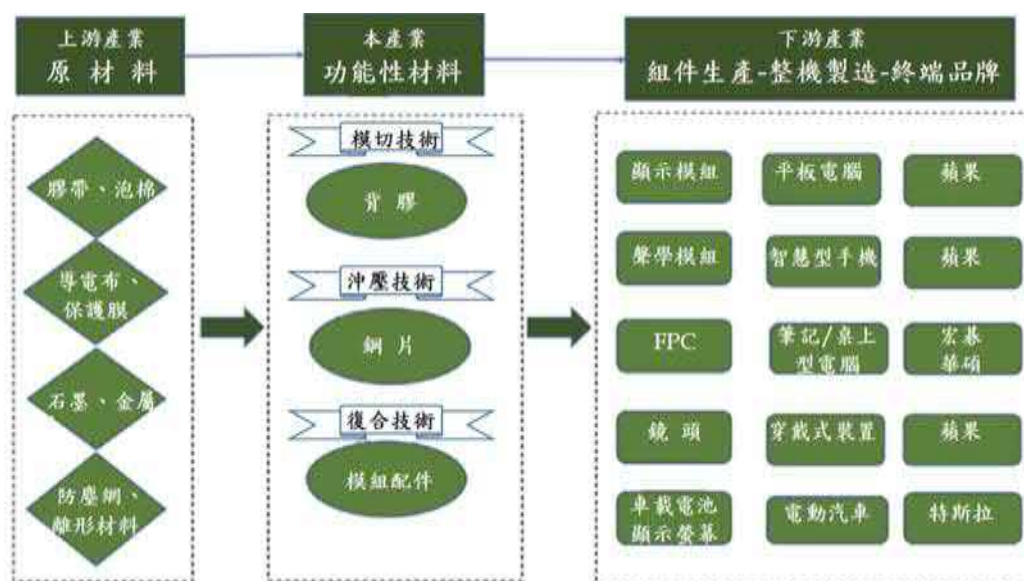 上游產業
原 材 料
本產業
功能性材料
下游產業
組件生產-整機製造-終端品牌
膠帶、泡棉
導電布、
保護膜
石墨、金屬
防塵網、
離形材料
模切技術
背 膠
沖壓技術
鋼 片
復合技術
模組配件
顯示模組
平板電腦
蘋果
聲學模組
智慧型手機
蘋果
FPC
筆記/桌上
型電腦
宏碁
華碩
鏡 頭
穿戴式裝置
蘋果
車載電池
顯示螢幕
電動汽車
特斯拉